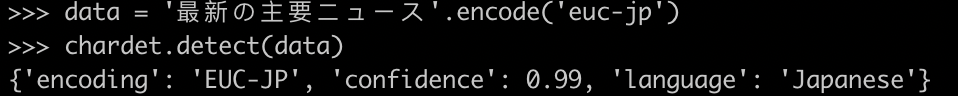 >>> data = '最新の主要ニュース'.encode('euc-jp')
>>> chardet.detect(data)
{'encoding': 'EUC-JP', 'confidence': 0.99, 'language': 'Japanese'}